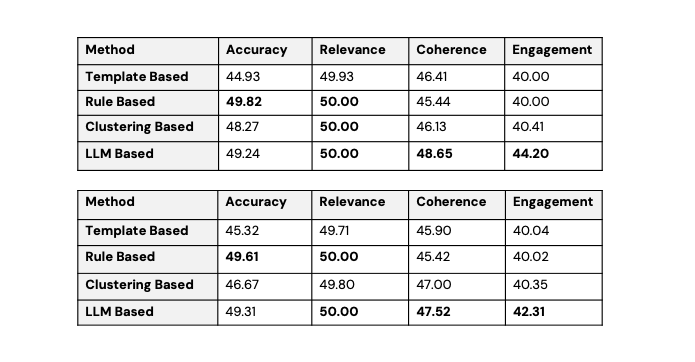 Method Accuracy Relevance Coherence Engagement
Template Based 44.93 49.93 46.41 40.00
Rule Based 49.82 50.00 45.44 40.00
Clustering Based 48.27 50.00 46.13 40.41
LLM Based 49.24 50.00 48.65 44.20
Method Accuracy Relevance Coherence Engagement
Template Based 45.32 49.71 45.90 40.04
Rule Based 49.61 50.00 45.42 40.02
Clustering Based 46.67 49.80 47.00 40.35
LLM Based 49.31 50.00 47.52 42.31